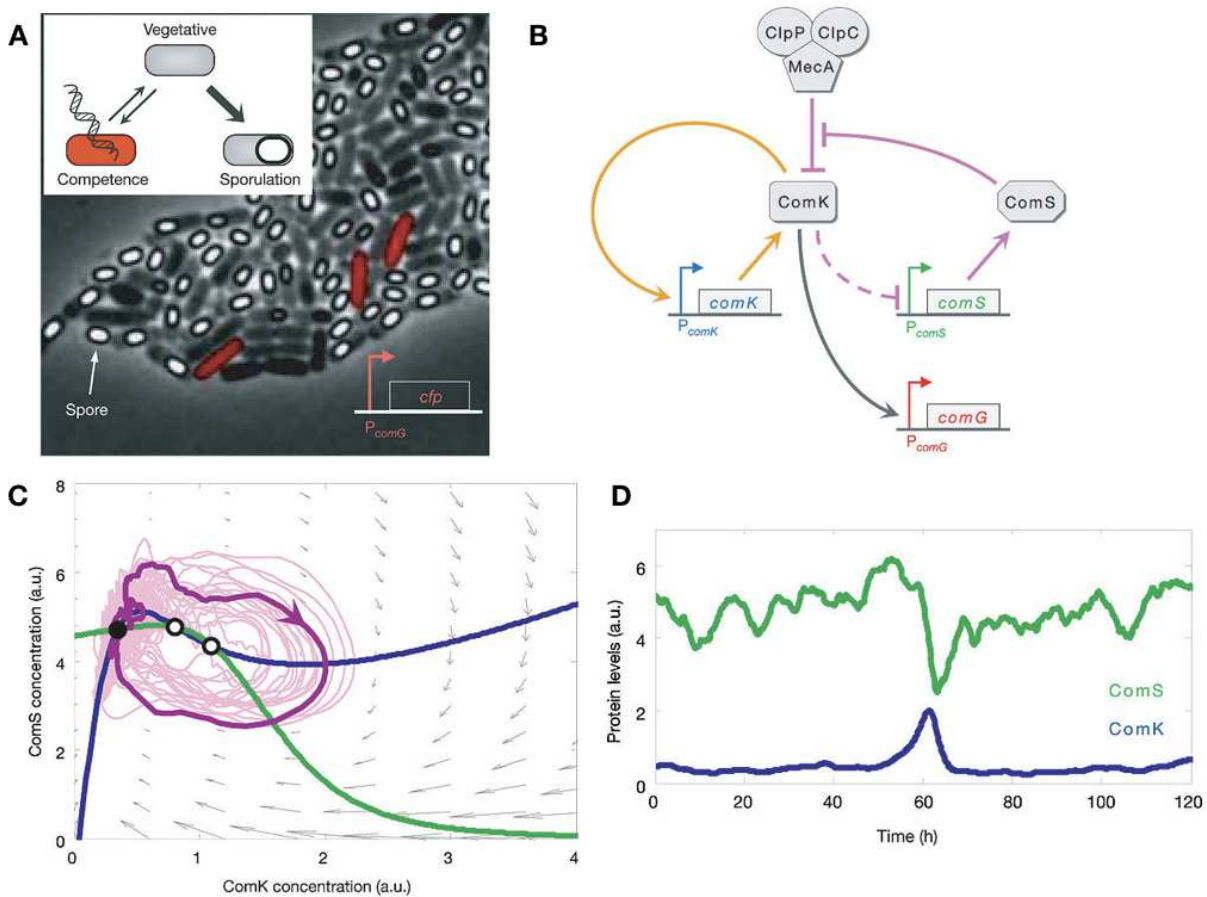 A
Vegetative
Competence
Sporulation
Spore
cfp
PcomG
B
ClpP
ClpC
MecA
ComK
ComS
comK
PcomK
comS
PcomS
comG
PcomG
C
8
6
4
2
0
0
1
2
3
4
ComS concentration (a.u.)
ComK concentration (a.u.)
D
6
4
2
0
0
20
40
60
80
100
120
Protein levels (a.u.)
ComS
ComK
Time (h)